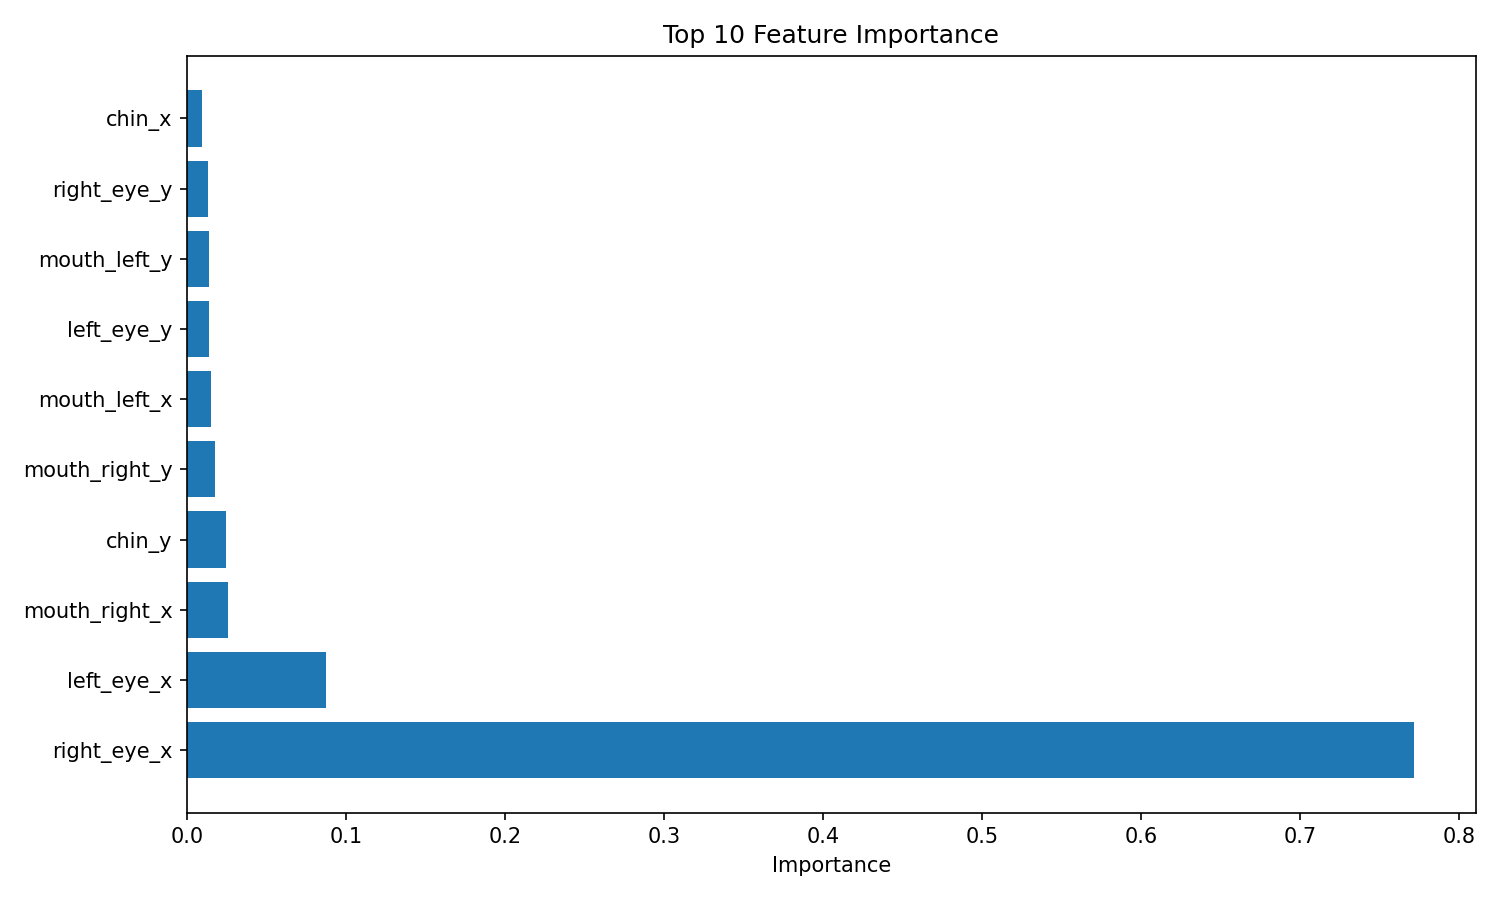 Top 10 Feature Importance
chin_x
right_eye_y
mouth_left_y
left_eye_y
mouth_left_x
mouth_right_y
chin_y
mouth_right_x
left_eye_x
right_eye_x
0.0 0.1 0.2 0.3 0.4 0.5 0.6 0.7 0.8
Importance